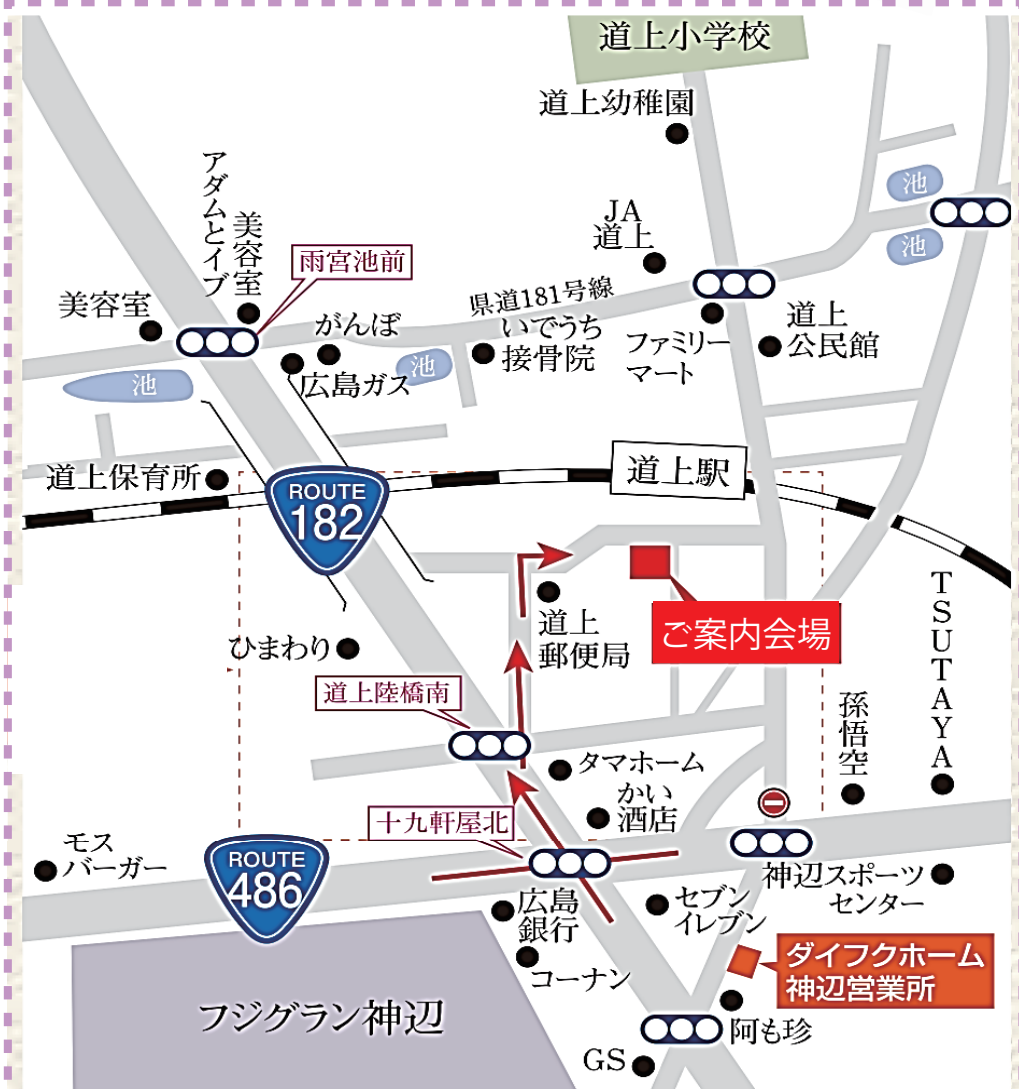 道上小学校
道上幼稚園
アダムとイブ
美容室
JA
道上
池
池
雨宮池前
美容室
がんぼ
県道181号線
いでうち
接骨院
ファミリー
マート
道上
公民館
広島ガス
池
池
道上保育所
道上駅
ROUTE
182
道上
郵便局
ご案内会場
TSUTAYA
ひまわり
道上陸橋南
孫悟空
タマホーム
かい
酒店
十九軒屋北
モス
バーガー
ROUTE
486
神辺スポーツ
センター
広島
銀行
セブン
イレブン
コーナン
ダイフクホーム
神辺営業所
フジグラン神辺
阿も珍
GS